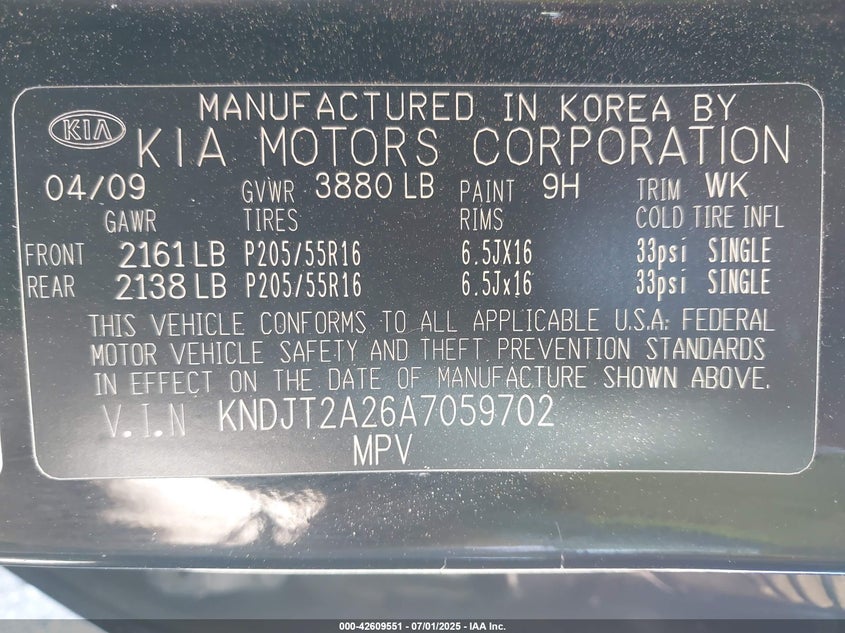 MANUFACTURED IN KOREA BY
KIA KIA MOTORS CORPORATION
04/09 GVWR 3880 LB PAINT 9H TRIM WK
GAWR TIRES RIMS COLD TIRE INFL
FRONT 2161 LB P205/55R16 6.5JX16 33psi SINGLE
REAR 2138 LB P205/55R16 6.5Jx16 33psi SINGLE
THIS VEHICLE CONFORMS TO ALL APPLICABLE U.S.A. FEDERAL
MOTOR VEHICLE SAFETY AND THEFT PREVENTION STANDARDS
IN EFFECT ON THE DATE OF MANUFACTURE SHOWN ABOVE.
V.I.N KNDJT2A26A7059702
MPV
000-42609551 / 07/01/2025 - IAA Inc.